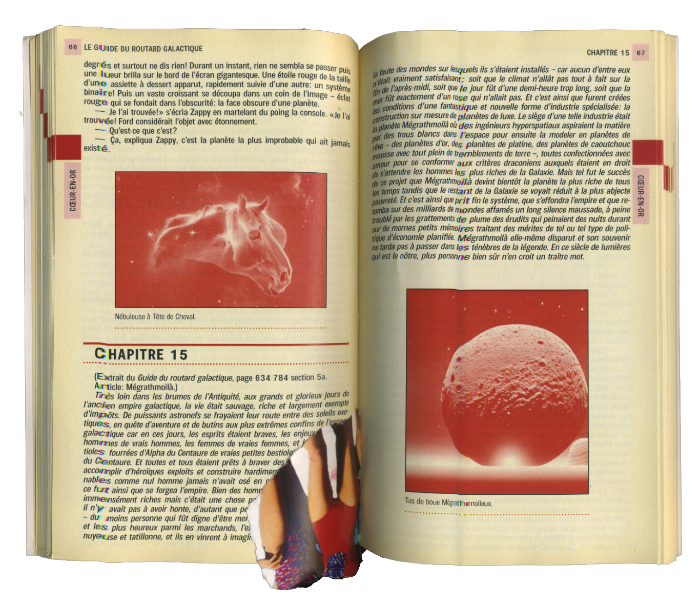 66 LE GUIDE DU ROUTARD GALACTIQUE
degrés et surtout ne dis rien! Durant un instant, rien ne sembla se passer puis
une lueur brilla sur le bord de l'écran gigantesque. Une étoile rouge de la taille
d'une assiette à dessert apparut, rapidement suivie d'une autre: un système
binaire! Puis un vaste croissant se découpa dans un coin de l'image – éclat
rouge qui se fondait dans l'obscurité: la face obscure d'une planète.
— Je l'ai trouvée!» s'écria Zappy en martelant du poing la console. «Je l'ai
trouvée! Ford considérait l'objet avec étonnement.
— Qu'est-ce que c'est?
— Ça, expliqua Zappy, c'est la planète la plus improbable qui ait jamais
existé.
CŒUR-EN-OR
Nébuleuse à Tête de Cheval.
CHAPITRE 15
(Extrait du Guide du routard galactique, page 634 784 section 5a.
Article: Mégrathmoilà.)
Très loin dans les brumes de l'Antiquité, aux grands et glorieux jours de
l'ancien empire galactique, la vie était sauvage, riche et largement exempte
d'impôts. De puissants astronefs se frayaient leur route entre des soleils exo-
tiques, en quête d'aventure et de butins aux plus extrêmes confins de l'espace
galactique car en ces jours, les esprits étaient braves, les enjeux
hommes de vrais hommes, les femmes de vraies femmes, et
tioles fourrées d'Alpha du Centaure de vraies petites bestioles
du Centaure. Et toutes et tous étaient prêts à braver des
accomplir d'héroïques exploits et construire hardiment
nables comme nul homme jamais n'avait osé en
ce fut ainsi que se forgea l'empire. Bien des hommes
immensément riches mais c'était une chose
il n'y avait pas à avoir honte, d'autant que
– du moins personne qui fût digne d'être
et les plus heureux parmi les marchands,
nuyeuse et tatillonne, et ils en vinrent à
CHAPITRE 15 67
la faute des mondes sur lesquels ils s'étaient installés – car aucun d'entre eux
n'était vraiment satisfaisant: soit que le climat n'allât pas tout à fait sur la
fin de l'après-midi, soit que le jour fût d'une demi-heure trop long, soit que la
mer fût exactement d'un rose qui n'allait pas. Et c'est ainsi que furent créées
les conditions d'une fantastique et nouvelle forme d'industrie spécialisée: la
construction sur mesure de planètes de luxe. Le siège d'une telle industrie était
la planète Mégrathmoilà où des ingénieurs hyperspatiaux aspiraient la matière
par des trous blancs dans l'espace pour ensuite la modeler en planètes de
rêve – des planètes d'or, des planètes de platine, des planètes de caoutchouc
mousse avec tout plein de tremblements de terre –, toutes confectionnées avec
amour pour se conformer aux critères draconiens auxquels étaient en droit
de s'attendre les hommes les plus riches de la Galaxie. Mais tel fut le succès
de ce projet que Mégrathmoilà devint bientôt la planète la plus riche de tous
les temps tandis que le restant de la Galaxie se voyait réduit à la plus abjecte
pauvreté. Et c'est ainsi que prit fin le système, que s'effondra l'empire et que re-
tomba sur des milliards de mondes affamés un long silence maussade, à peine
troublé par les grattements de plume des érudits qui peinaient des nuits durant
sur de mornes petits mémoires traitant des mérites de tel ou tel type de poli-
tique d'économie planifiée. Mégrathmoilà elle-même disparut et son souvenir
ne tarda pas à passer dans les ténèbres de la légende. En ce siècle de lumières
qui est le nôtre, plus personne bien sûr n'en croit un traître mot.
CŒUR-EN-OR
Tas de boue Mégrathmoilleux.